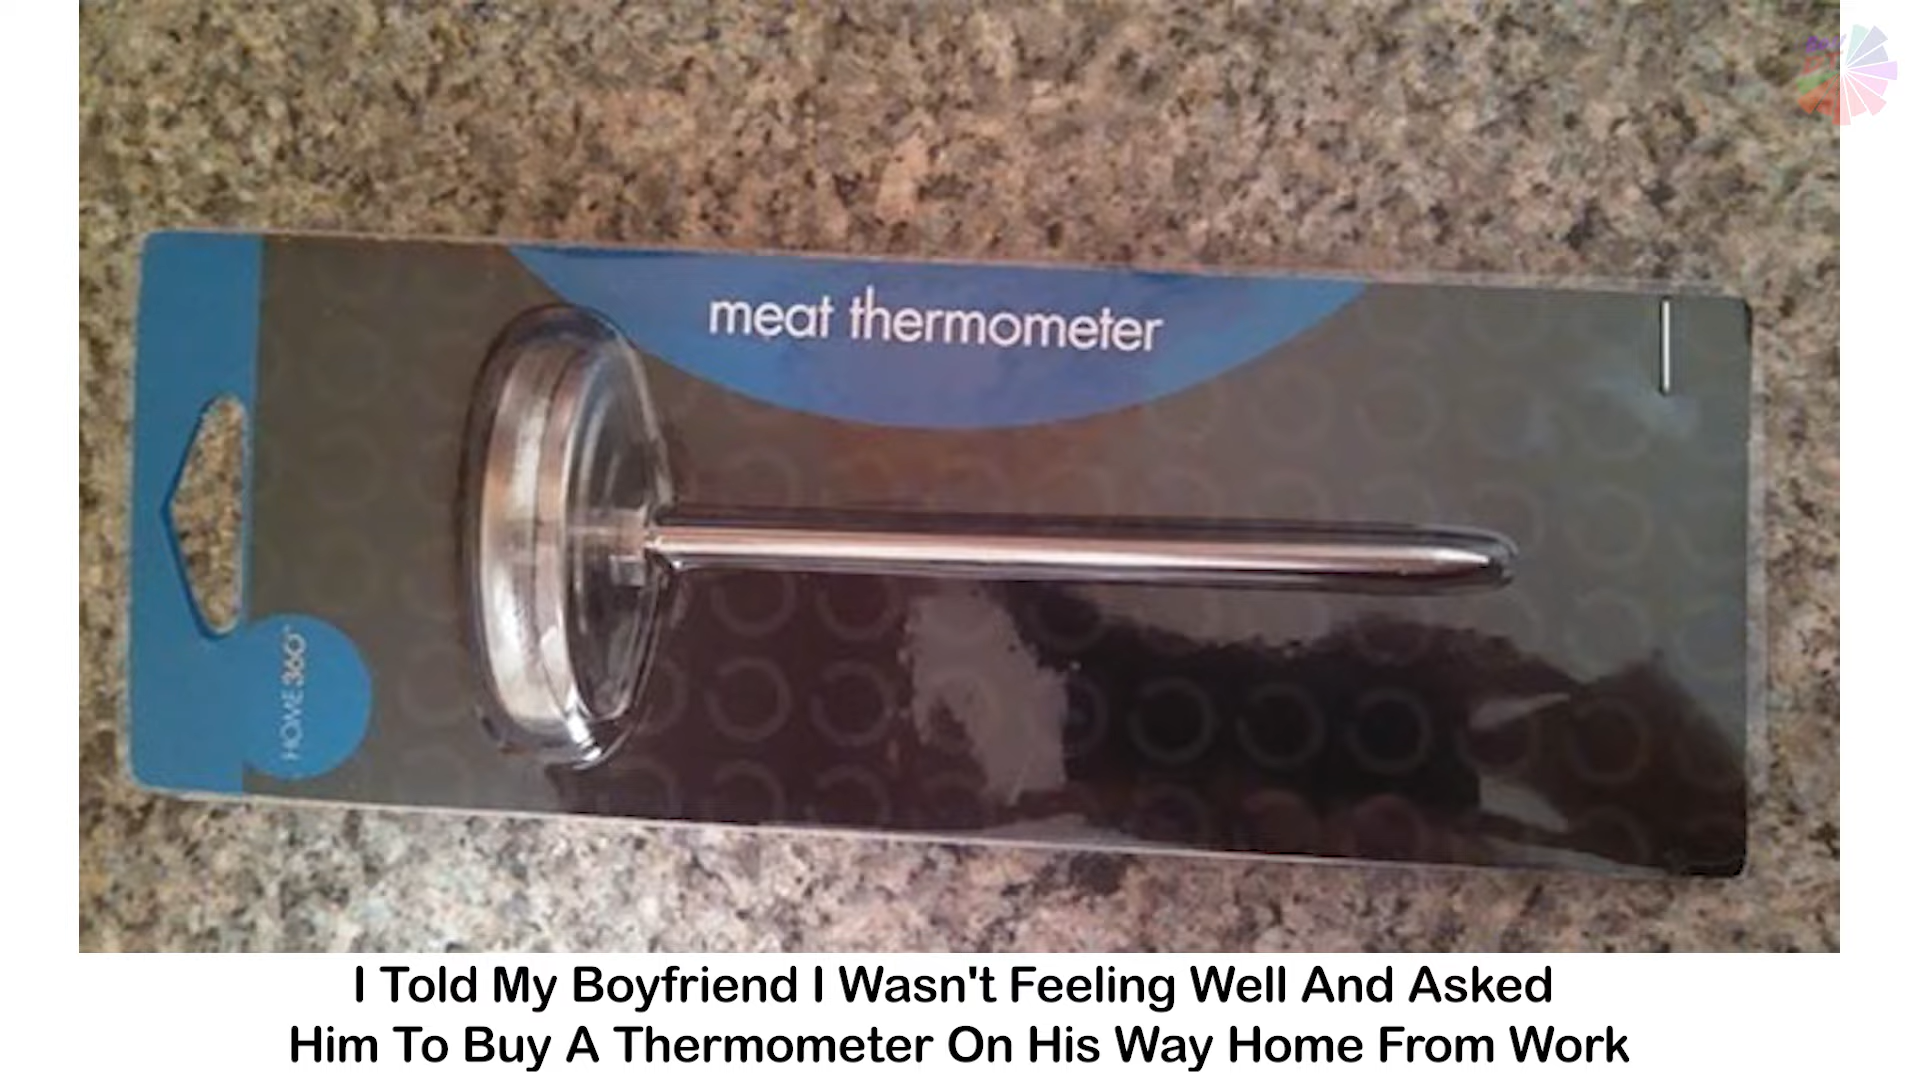 meat thermometer
HOME 360
I Told My Boyfriend I Wasn't Feeling Well And Asked
Him To Buy A Thermometer On His Way Home From Work